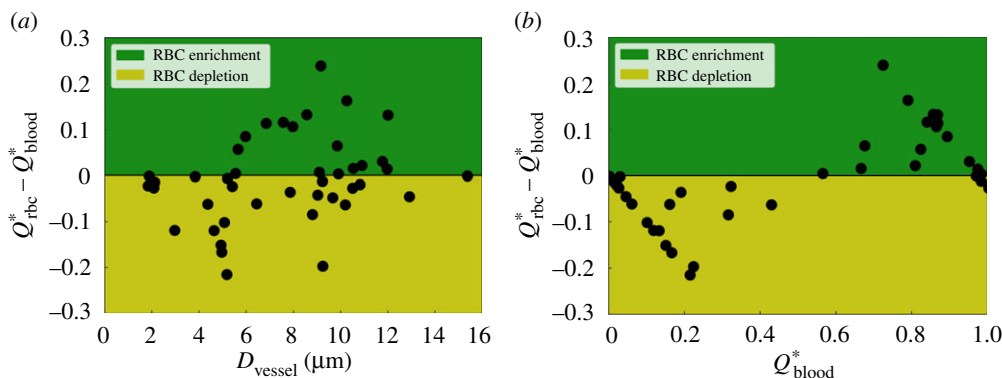 (a)
0.3
0.2
0.1
0
–0.1
–0.2
–0.3
Q*rbc – Q*blood
RBC enrichment
RBC depletion
0 2 4 6 8 10 12 14 16
Dvessel (μm)
(b)
0.3
0.2
0.1
0
–0.1
–0.2
–0.3
Q*rbc – Q*blood
RBC enrichment
RBC depletion
0 0.2 0.4 0.6 0.8 1.0
Q*blood